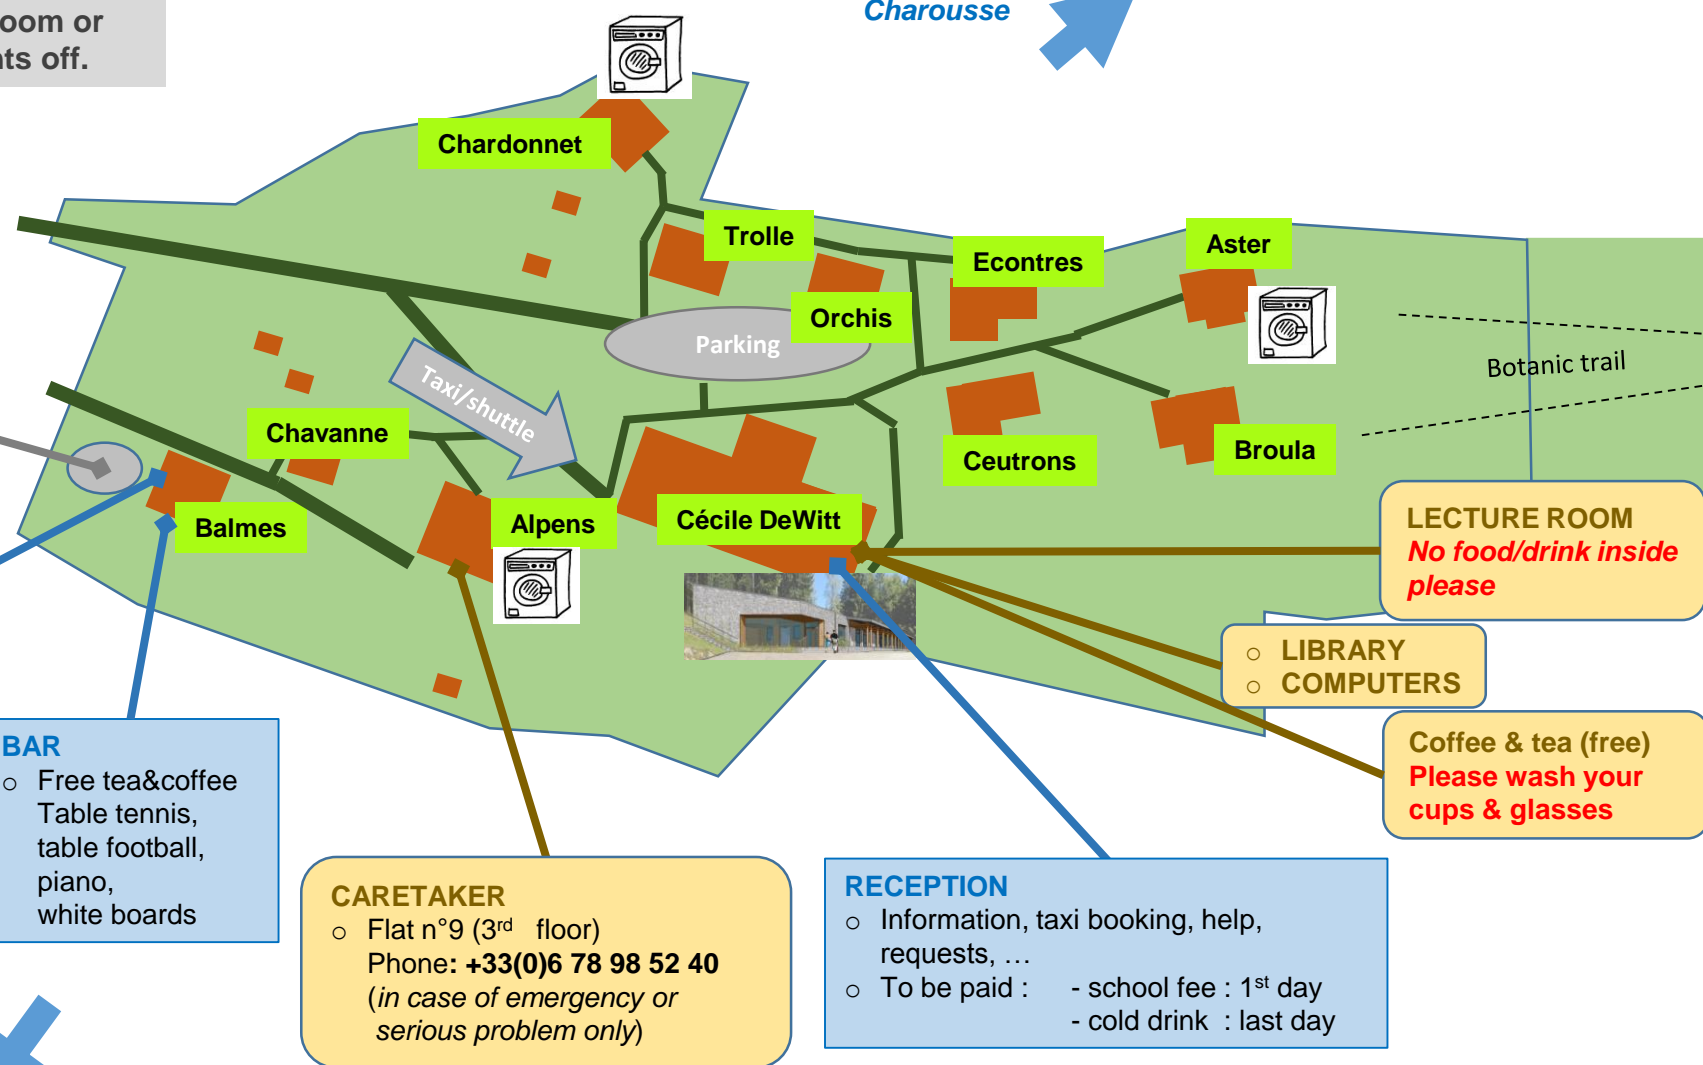 oom or
nts off.
Charousse
Chardonnet
Trolle
Econtres
Aster
Orchis
Parking
Botanic trail
Taxi/shuttle
Chavanne
Ceutrons
Broula
Balmes
Alpens
Cécile DeWitt
LECTURE ROOM
No food/drink inside
please
○ LIBRARY
○ COMPUTERS
Coffee & tea (free)
Please wash your
cups & glasses
BAR
○ Free tea&coffee
Table tennis,
table football,
piano,
white boards
CARETAKER
○ Flat n°9 (3rd floor)
Phone: +33(0)6 78 98 52 40
(in case of emergency or
serious problem only)
RECEPTION
○ Information, taxi booking, help,
requests, …
○ To be paid : - school fee : 1st day
- cold drink : last day